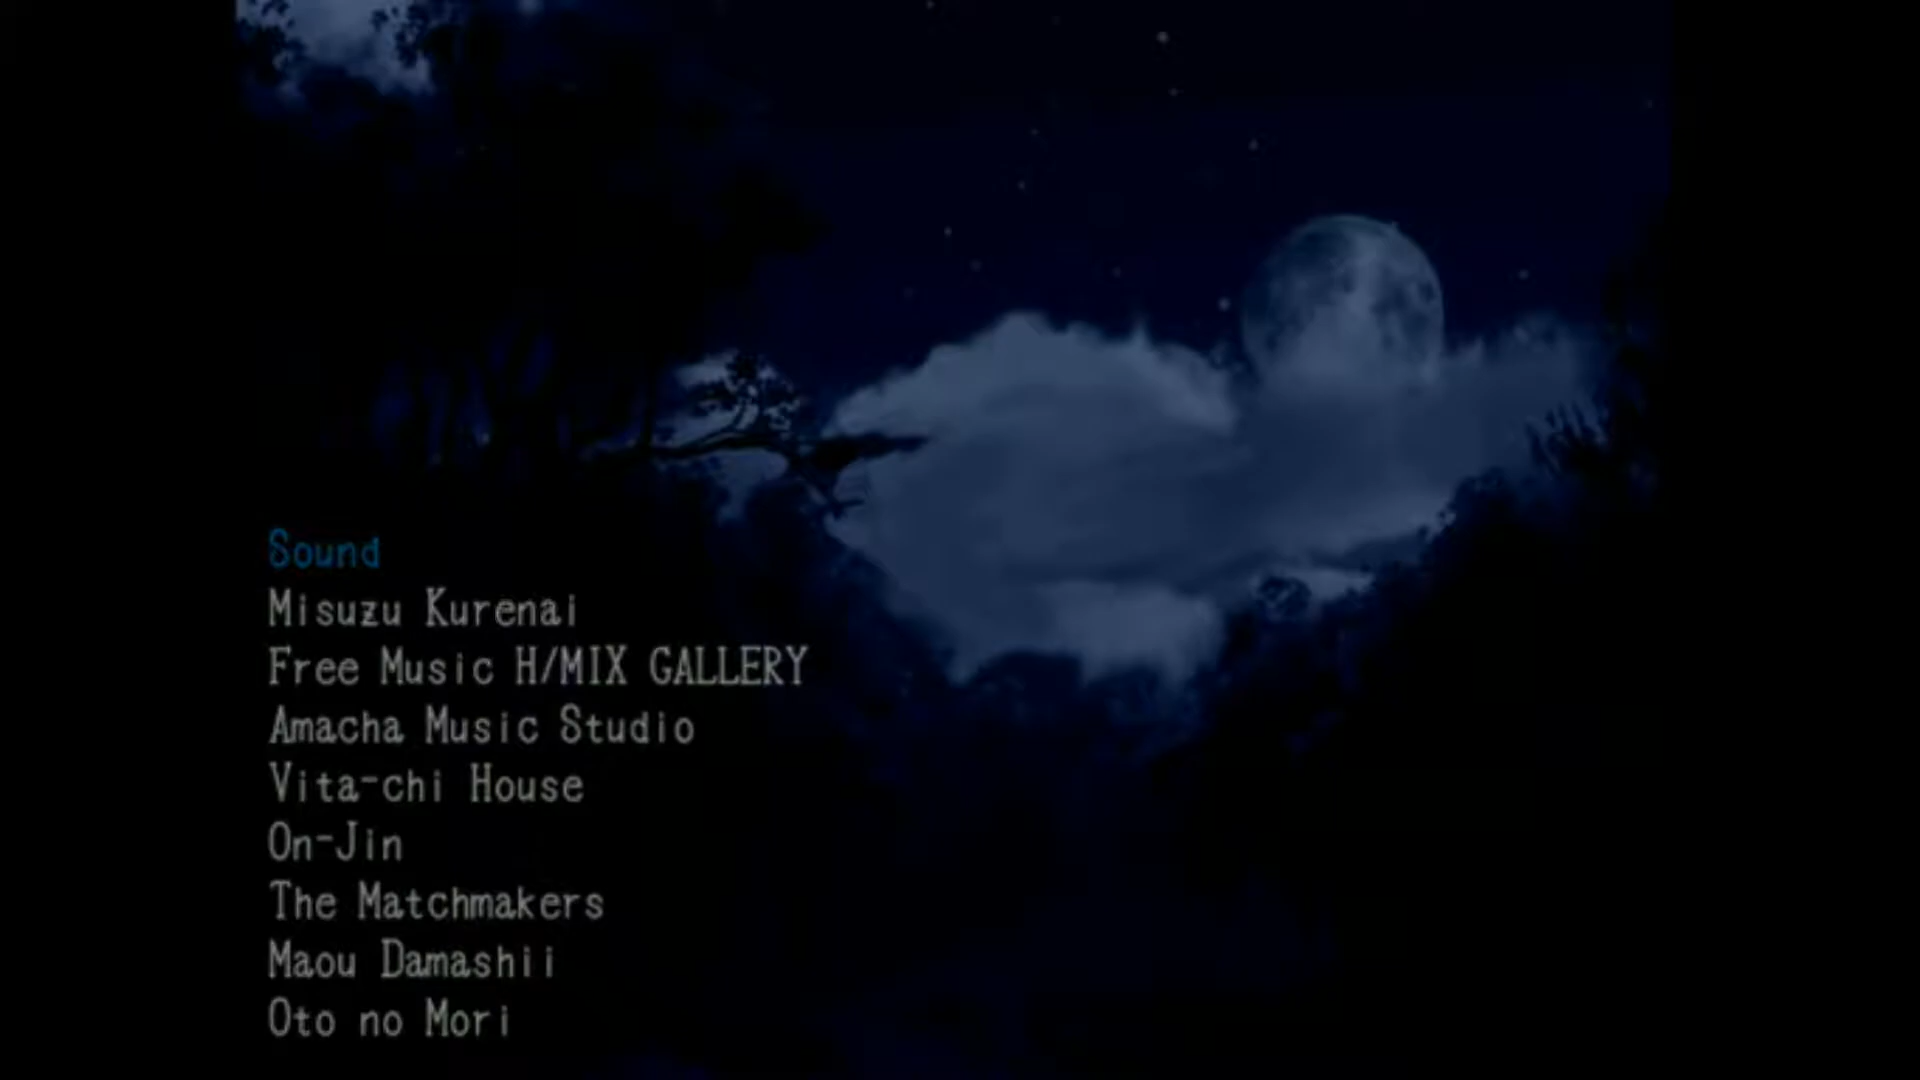 Sound
Misuzu Kurenai
Free Music H/MIX GALLERY
Amacha Music Studio
Vita-chi House
On-Jin
The Matchmakers
Maou Damashii
Oto no Mori